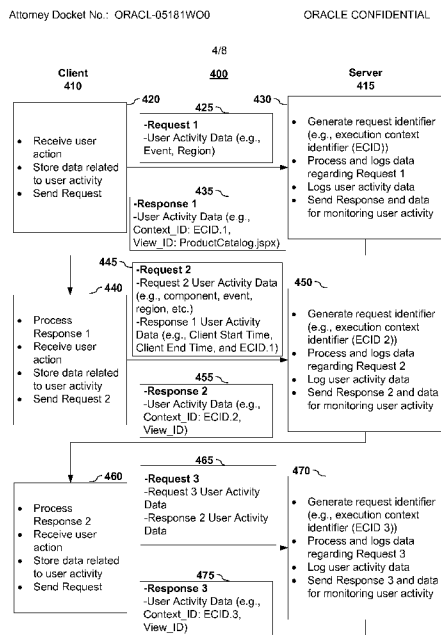 Attorney Docket No.: ORACL-05181WO0
ORACLE CONFIDENTIAL
4/8
Client
410
400
Server
415
420
• Receive user
action
• Store data related
to user activity
• Send Request
425
-Request 1
-User Activity Data (e.g.,
Event, Region)
430
• Generate request identifier
(e.g., execution context
identifier (ECID))
• Process and logs data
regarding Request 1
• Logs user activity data
• Send Response and data
for monitoring user activity
435
-Response 1
-User Activity Data (e.g.,
Context_ID: ECID.1,
View_ID: ProductCatalog.jspx)
440
• Process
Response 1
• Receive user
action
• Store data related
to user activity
• Send Request 2
445
-Request 2
-Request 2 User Activity Data
(e.g., component, event,
region, etc.)
-Response 1 User Activity
Data (e.g., Client Start Time,
Client End Time, and ECID.1)
450
• Generate request identifier
(e.g., execution context
identifier (ECID 2))
• Process and logs data
regarding Request 2
• Log user activity data
• Send Response 2 and data
for monitoring user activity
455
-Response 2
-User Activity Data (e.g.,
Context_ID: ECID.2,
View_ID)
460
• Process
Response 2
• Receive user
action
• Store data related
to user activity
• Send Request
465
-Request 3
-Request 3 User Activity
Data
-Response 2 User Activity
Data
470
• Generate request identifier
(e.g., execution context
identifier (ECID 3))
• Process and logs data
regarding Request 3
• Log user activity data
• Send Response 3 and data
for monitoring user activity
475
-Response 3
-User Activity Data (e.g.,
Context_ID: ECID.3,
View_ID)